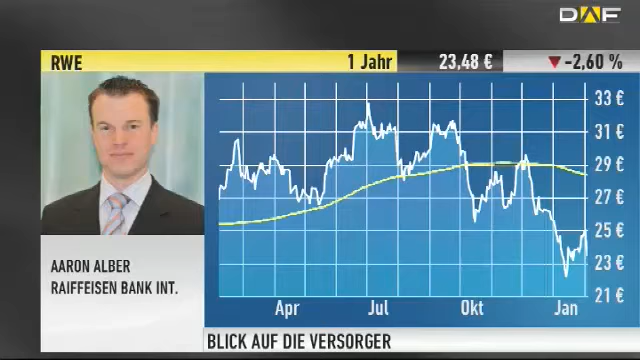 DAF
RWE 1 Jahr 23,48 € -2,60 %
33 €
31 €
29 €
27 €
25 €
23 €
21 €
Apr Jul Okt Jan
AARON ALBER
RAIFFEISEN BANK INT.
BLICK AUF DIE VERSORGER